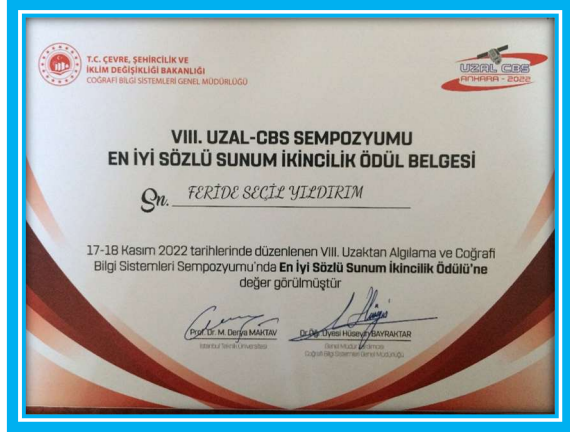 T.C. ÇEVRE, ŞEHİRCİLİK VE
İKLİM DEĞİŞİKLİĞİ BAKANLIĞI
COĞRAFİ BİLGİ SİSTEMLERİ GENEL MÜDÜRLÜĞÜ
UZAL CBS
ANKARA - 2022
VIII. UZAL-CBS SEMPOZYUMU
EN İYİ SÖZLÜ SUNUM İKİNCİLİK ÖDÜL BELGESİ
Sn. FERİDE SEÇİL YILDIRIM
17-18 Kasım 2022 tarihlerinde düzenlenen VIII. Uzaktan Algılama ve Coğrafi
Bilgi Sistemleri Sempozyumu'nda En İyi Sözlü Sunum İkincilik Ödülü'ne
değer görülmüştür
Prof. Dr. M. Derya MAKTAV
İstanbul Teknik Üniversitesi
Dr. Öğr. Üyesi Hüseyin BAYRAKTAR
Genel Müdür Yardımcısı
Coğrafi Bilgi Sistemleri Genel Müdürlüğü